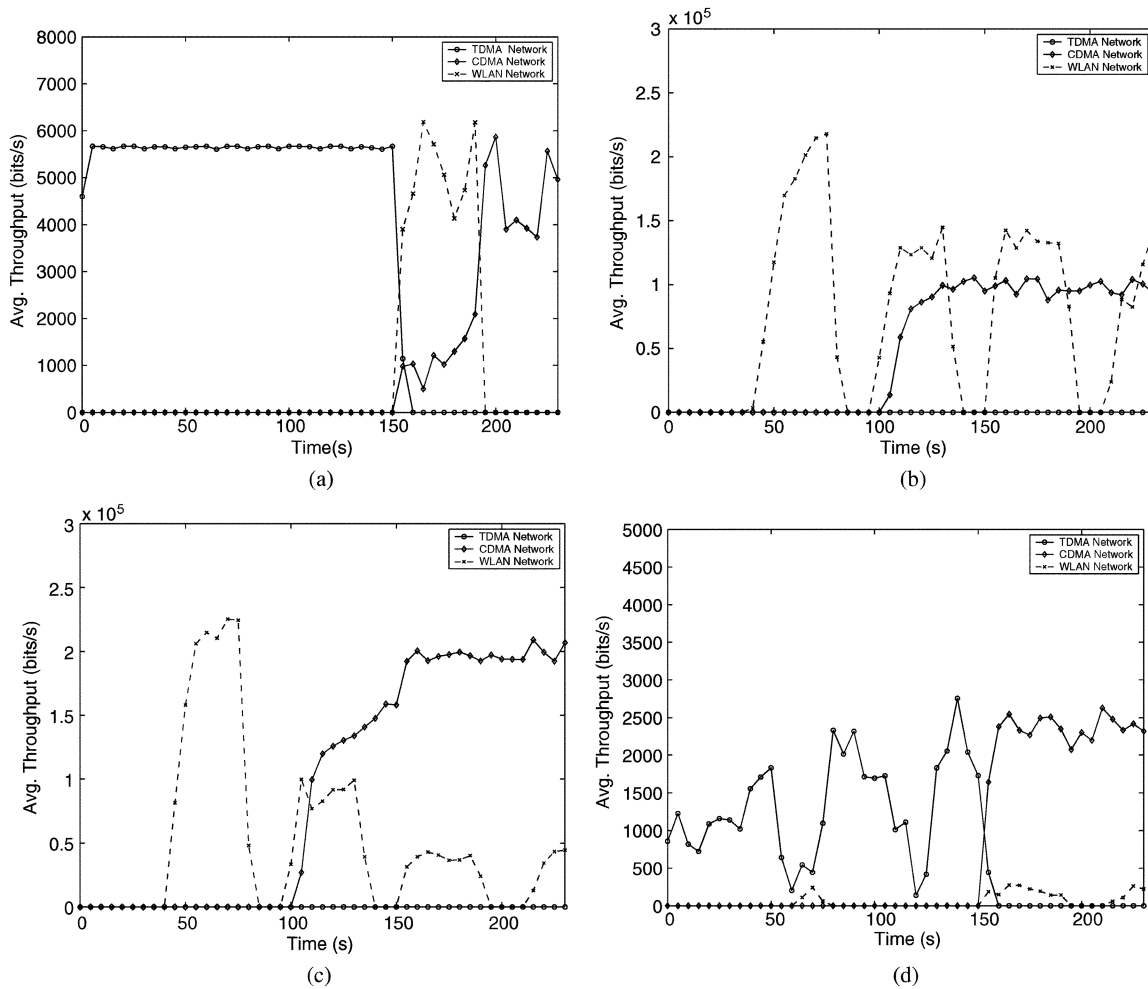 8000
7000
6000
5000
4000
3000
2000
1000
0
Avg. Throughput (bits/s)
TDMA Network
CDMA Network
WLAN Network
0 50 100 150 200
Time(s)
(a)
x 10^5
3
2.5
2
1.5
1
0.5
0
Avg. Throughput (bits/s)
TDMA Network
CDMA Network
WLAN Network
0 50 100 150 200
Time (s)
(b)
x 10^5
3
2.5
2
1.5
1
0.5
0
Avg. Throughput (bits/s)
TDMA Network
CDMA Network
WLAN Network
0 50 100 150 200
Time (s)
(c)
5000
4500
4000
3500
3000
2500
2000
1500
1000
500
0
Avg. Throughput (bits/s)
TDMA Network
CDMA Network
WLAN Network
0 50 100 150 200
Time (s)
(d)